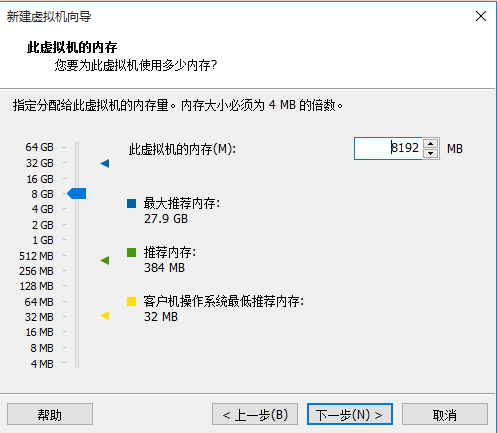 新建虚拟机向导
此虚拟机的内存
您要为此虚拟机使用多少内存?
指定分配给此虚拟机的内存量。内存大小必须为 4 MB 的倍数。
64 GB
32 GB
16 GB
8 GB
4 GB
2 GB
1 GB
512 MB
256 MB
128 MB
64 MB
32 MB
16 MB
8 MB
4 MB
此虚拟机的内存(M):
8192 MB
最大推荐内存:
27.9 GB
推荐内存:
384 MB
客户机操作系统最低推荐内存:
32 MB
帮助
< 上一步(B)
下一步(N) >
取消